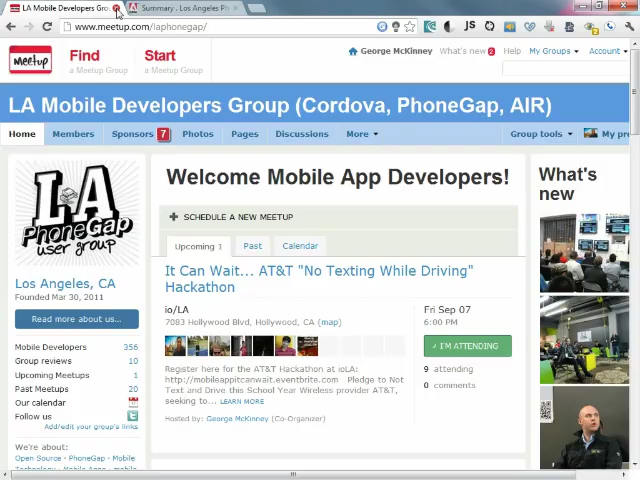 LA Mobile Developers Gro
Summary . Los Angeles Ph
www.meetup.com/laphonegap/
JS
2
meetup
Find
a Meetup Group
Start
a Meetup Group
George McKinney
What's new 2
Help
My Groups
Account
LA Mobile Developers Group (Cordova, PhoneGap, AIR)
Home
Members
Sponsors 7
Photos
Pages
Discussions
More
Group tools
My pr
LA
PhoneGap
user group
Los Angeles, CA
Founded Mar 30, 2011
Read more about us...
Mobile Developers 356
Group reviews 10
Upcoming Meetups 1
Past Meetups 20
Our calendar
Follow us
Add/edit your group's links
We're about:
Open Source · PhoneGap · Mobile
Technology · Mobile Apps · mobile
Welcome Mobile App Developers!
SCHEDULE A NEW MEETUP
Upcoming 1
Past
Calendar
It Can Wait... AT&T "No Texting While Driving"
Hackathon
io/LA
7083 Hollywood Blvd, Hollywood, CA (map)
Fri Sep 07
6:00 PM
✓ I'M ATTENDING
9 attending
0 comments
Register here for the AT&T Hackathon at ioLA:
http://mobileappitcanwait.eventbrite.com Pledge to Not
Text and Drive this School Year Wireless provider AT&T,
seeking to... LEARN MORE
Hosted by: George McKinney (Co-Organizer)
What's
new